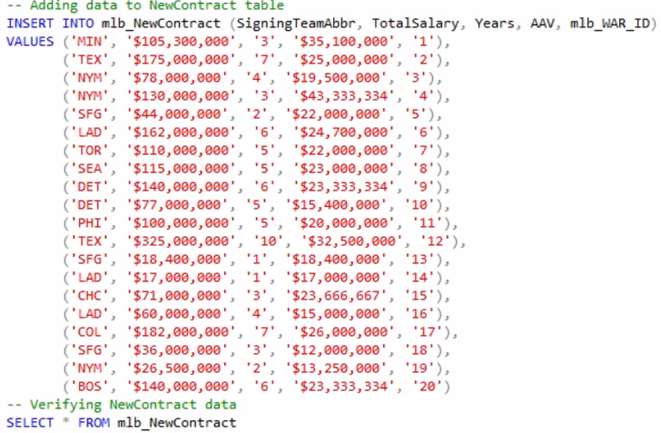 -- Adding data to NewContract table
INSERT INTO mlb_NewContract (SigningTeamAbbr, TotalSalary, Years, AAV, mlb_WAR_ID)
VALUES ('MIN', '$105,300,000', '3', '$35,100,000', '1'),
('TEX', '$175,000,000', '7', '$25,000,000', '2'),
('NYM', '$78,000,000', '4', '$19,500,000', '3'),
('NYM', '$130,000,000', '3', '$43,333,334', '4'),
('SFG', '$44,000,000', '2', '$22,000,000', '5'),
('LAD', '$162,000,000', '6', '$24,700,000', '6'),
('TOR', '$110,000,000', '5', '$22,000,000', '7'),
('SEA', '$115,000,000', '5', '$23,000,000', '8'),
('DET', '$140,000,000', '6', '$23,333,334', '9'),
('DET', '$77,000,000', '5', '$15,400,000', '10'),
('PHI', '$100,000,000', '5', '$20,000,000', '11'),
('TEX', '$325,000,000', '10', '$32,500,000', '12'),
('SFG', '$18,400,000', '1', '$18,400,000', '13'),
('LAD', '$17,000,000', '1', '$17,000,000', '14'),
('CHC', '$71,000,000', '3', '$23,666,667', '15'),
('LAD', '$60,000,000', '4', '$15,000,000', '16'),
('COL', '$182,000,000', '7', '$26,000,000', '17'),
('SFG', '$36,000,000', '3', '$12,000,000', '18'),
('NYM', '$26,500,000', '2', '$13,250,000', '19'),
('BOS', '$140,000,000', '6', '$23,333,334', '20')
-- Verifying NewContract data
SELECT * FROM mlb_NewContract